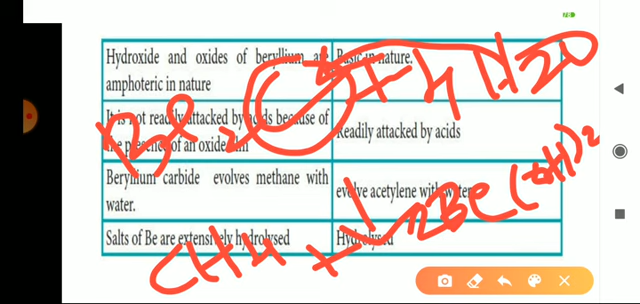 Hydroxide and oxides of beryllium are amphoteric in nature
Basic in nature.
It is not readily attacked by acids because of the presence of an oxide film
Readily attacked by acids
Beryllium carbide evolves methane with water.
evolve acetylene with water
Salts of Be are extensively hydrolysed
Hydrolysed
Be2C + 4H2O
CH4 + 2Be(OH)2